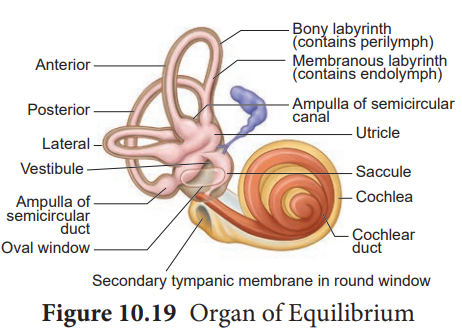 Bony labyrinth
(contains perilymph)
Anterior
Membranous labyrinth
(contains endolymph)
Posterior
Ampulla of semicircular
canal
Utricle
Lateral
Vestibule
Saccule
Ampulla of
semicircular
duct
Cochlea
Oval window
Cochlear
duct
Secondary tympanic membrane in round window
Figure 10.19 Organ of Equilibrium